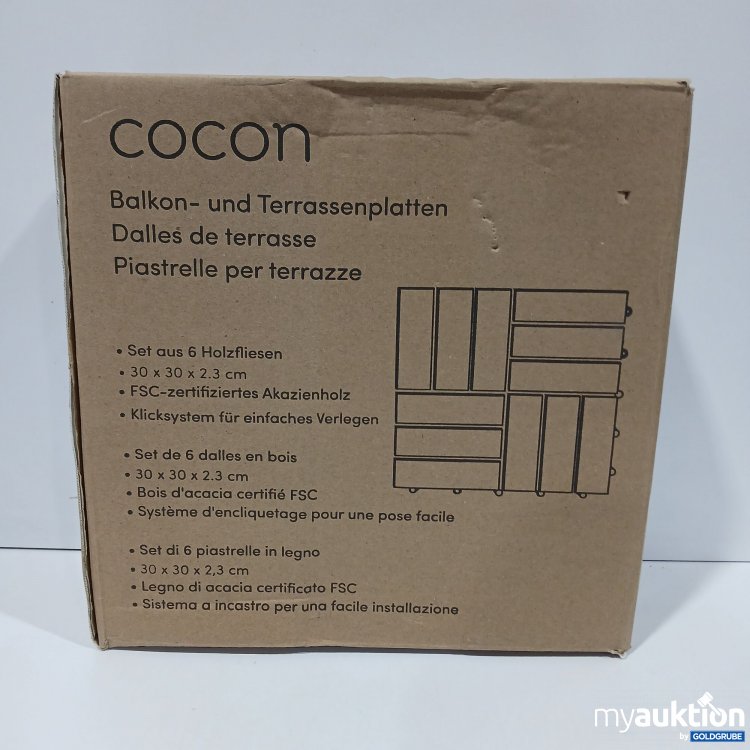 cocon
Balkon- und Terrassenplatten
Dalles de terrasse
Piastrelle per terrazze
• Set aus 6 Holzfliesen
• 30 x 30 x 2.3 cm
• FSC-zertifiziertes Akazienholz
• Klicksystem für einfaches Verlegen
• Set de 6 dalles en bois
• 30 x 30 x 2.3 cm
• Bois d'acacia certifié FSC
• Système d'encliquetage pour une pose facile
• Set di 6 piastrelle in legno
• 30 x 30 x 2,3 cm
• Legno di acacia certificato FSC
• Sistema a incastro per una facile installazione
myauktion
by GOLDGRUBE